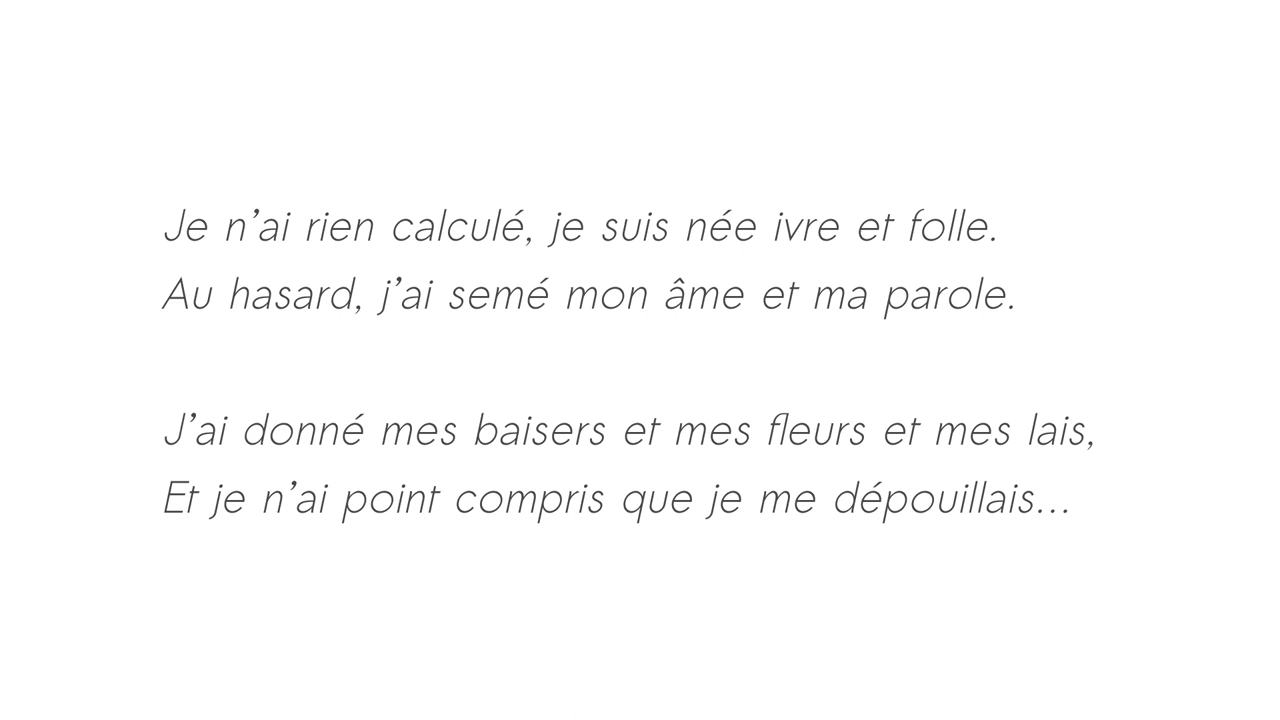 Je n’ai rien calculé, je suis née ivre et folle.
Au hasard, j’ai semé mon âme et ma parole.

J’ai donné mes baisers et mes fleurs et mes lais,
Et je n’ai point compris que je me dépouillais...